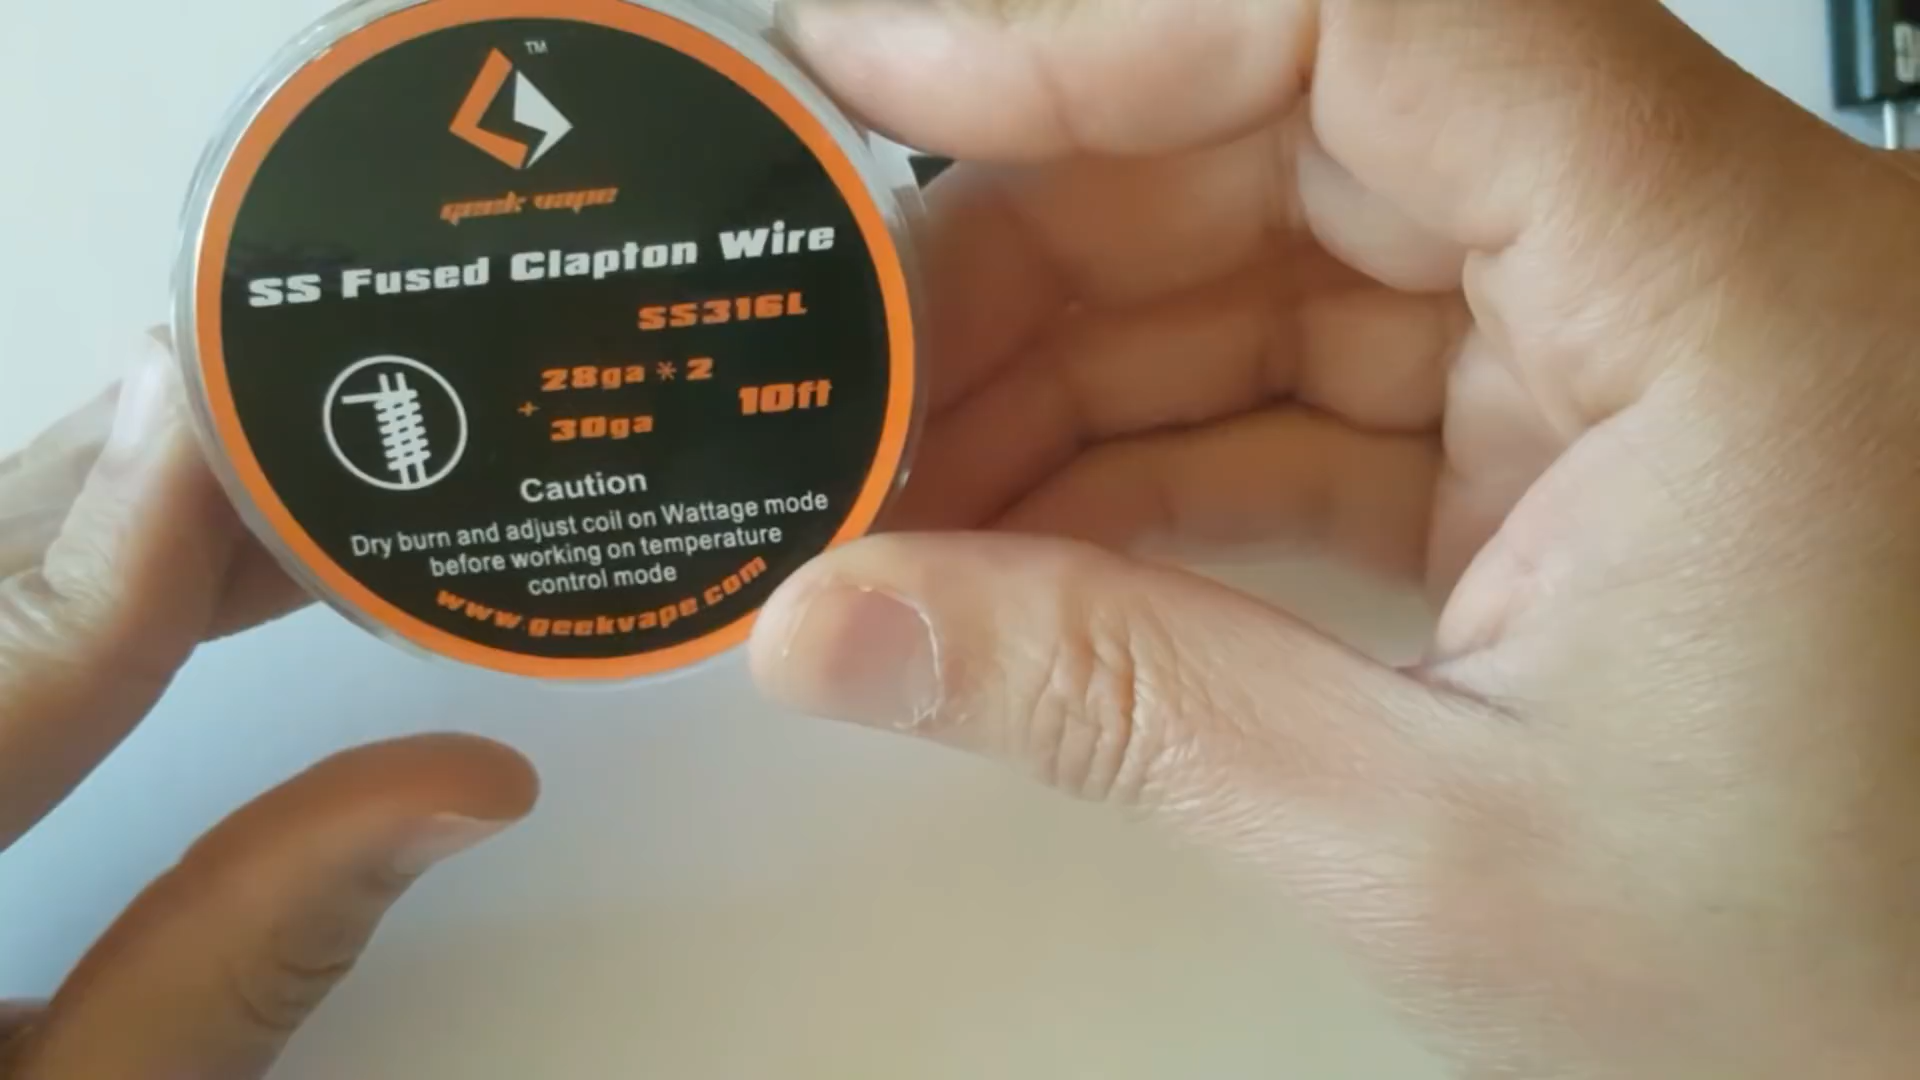 TM
geek vape
SS Fused Clapton Wire
SS316L
28ga * 2
+
30ga
10ft
Caution
Dry burn and adjust coil on Wattage mode
before working on temperature
control mode
www.geekvape.com